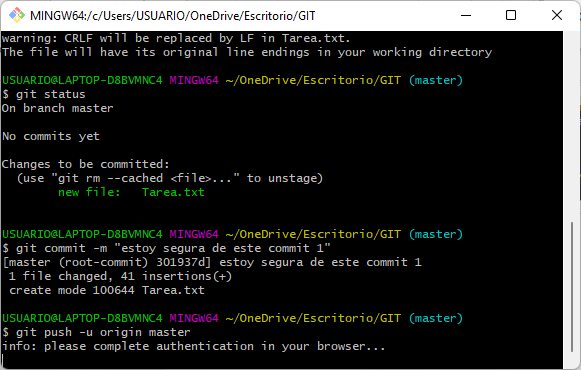 MINGW64:/c/Users/USUARIO/OneDrive/Escritorio/GIT
warning: CRLF will be replaced by LF in Tarea.txt.
The file will have its original line endings in your working directory
USUARIO@LAPTOP-D8BVMNC4 MINGW64 ~/OneDrive/Escritorio/GIT (master)
$ git status
On branch master
No commits yet
Changes to be committed:
  (use "git rm --cached <file>..." to unstage)
        new file:   Tarea.txt
USUARIO@LAPTOP-D8BVMNC4 MINGW64 ~/OneDrive/Escritorio/GIT (master)
$ git commit -m "estoy segura de este commit 1"
[master (root-commit) 301937d] estoy segura de este commit 1
 1 file changed, 41 insertions(+)
 create mode 100644 Tarea.txt
USUARIO@LAPTOP-D8BVMNC4 MINGW64 ~/OneDrive/Escritorio/GIT (master)
$ git push -u origin master
info: please complete authentication in your browser...